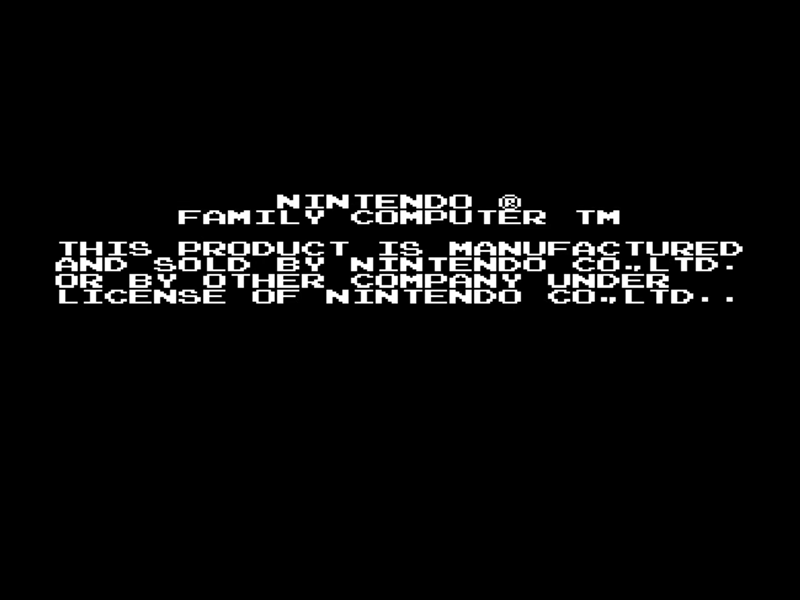 NINTENDO ®
FAMILY COMPUTER TM
THIS PRODUCT IS MANUFACTURED
AND SOLD BY NINTENDO CO.,LTD.
OR BY OTHER COMPANY UNDER
LICENSE OF NINTENDO CO.,LTD..